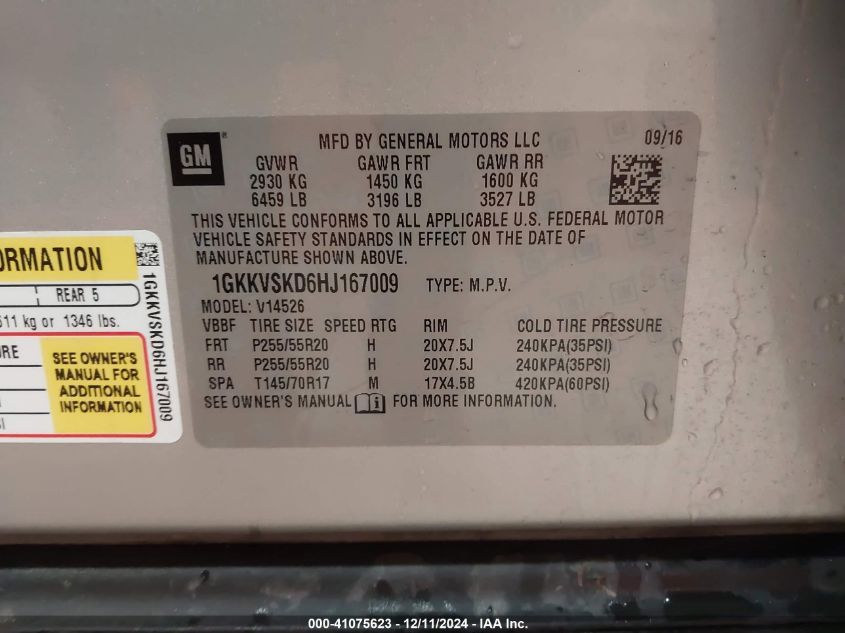 GM
MFD BY GENERAL MOTORS LLC 09/16
GVWR GAWR FRT GAWR RR
2930 KG 1450 KG 1600 KG
6459 LB 3196 LB 3527 LB
THIS VEHICLE CONFORMS TO ALL APPLICABLE U.S. FEDERAL MOTOR
VEHICLE SAFETY STANDARDS IN EFFECT ON THE DATE OF
MANUFACTURE SHOWN ABOVE.
1GKKVSKD6HJ167009 TYPE: M.P.V.
MODEL: V14526
VBBF TIRE SIZE SPEED RTG RIM COLD TIRE PRESSURE
FRT P255/55R20 H 20X7.5J 240KPA(35PSI)
RR P255/55R20 H 20X7.5J 240KPA(35PSI)
SPA T145/70R17 M 17X4.5B 420KPA(60PSI)
SEE OWNER'S MANUAL FOR MORE INFORMATION.
REAR 5
kg or 1346 lbs.
SEE OWNER'S
MANUAL FOR
ADDITIONAL
INFORMATION
1GKKVSKD6HJ167009
000-41075623 - 12/11/2024 - IAA Inc.